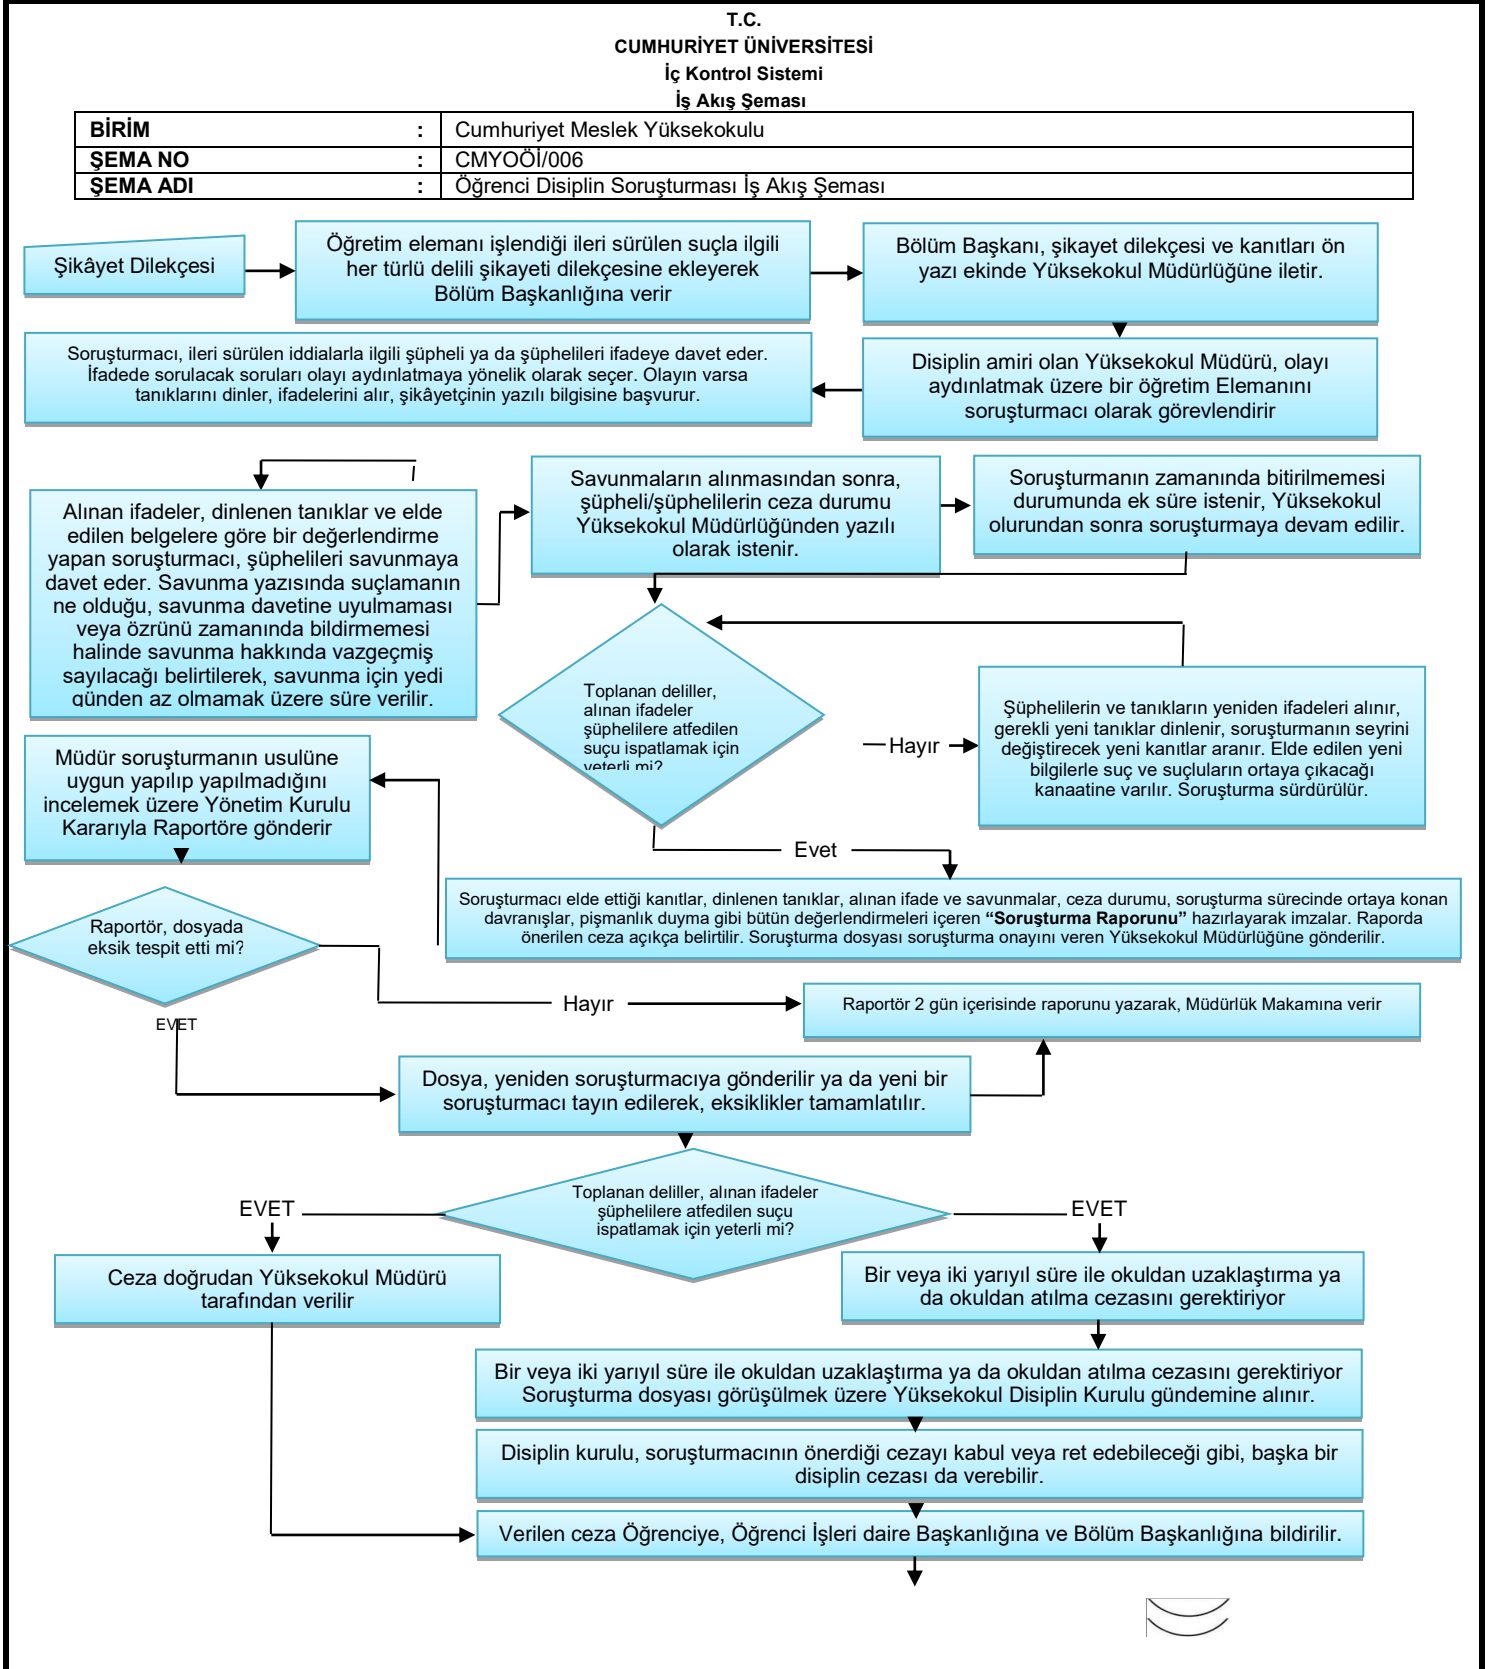 T.C.
CUMHURİYET ÜNİVERSİTESİ
İç Kontrol Sistemi
İş Akış Şeması
BİRİM : Cumhuriyet Meslek Yüksekokulu
ŞEMA NO : CMYOÖİ/006
ŞEMA ADI : Öğrenci Disiplin Soruşturması İş Akış Şeması
Şikâyet Dilekçesi
Öğretim elemanı işlendiği ileri sürülen suçla ilgili
her türlü delili şikayeti dilekçesine ekleyerek
Bölüm Başkanlığına verir
Bölüm Başkanı, şikayet dilekçesi ve kanıtları ön
yazı ekinde Yüksekokul Müdürlüğüne iletir.
Disiplin amiri olan Yüksekokul Müdürü, olayı
aydınlatmak üzere bir öğretim Elemanını
soruşturmacı olarak görevlendirir
Soruşturmacı, ileri sürülen iddialarla ilgili şüpheli ya da şüphelileri ifadeye davet eder.
İfadede sorulacak soruları olayı aydınlatmaya yönelik olarak seçer. Olayın varsa
tanıklarını dinler, ifadelerini alır, şikâyetçinin yazılı bilgisine başvurur.
Alınan ifadeler, dinlenen tanıklar ve elde
edilen belgelere göre bir değerlendirme
yapan soruşturmacı, şüphelileri savunmaya
davet eder. Savunma yazısında suçlamanın
ne olduğu, savunma davetine uyulmaması
veya özrünü zamanında bildirmemesi
halinde savunma hakkında vazgeçmiş
sayılacağı belirtilerek, savunma için yedi
günden az olmamak üzere süre verilir.
Savunmaların alınmasından sonra,
şüpheli/şüphelilerin ceza durumu
Yüksekokul Müdürlüğünden yazılı
olarak istenir.
Soruşturmanın zamanında bitirilmemesi
durumunda ek süre istenir, Yüksekokul
olurundan sonra soruşturmaya devam edilir.
Toplanan deliller,
alınan ifadeler
şüphelilere atfedilen
suçu ispatlamak için
yeterli mi?
Hayır
Şüphelilerin ve tanıkların yeniden ifadeleri alınır,
gerekli yeni tanıklar dinlenir, soruşturmanın seyrini
değiştirecek yeni kanıtlar aranır. Elde edilen yeni
bilgilerle suç ve suçluların ortaya çıkacağı
kanaatine varılır. Soruşturma sürdürülür.
Evet
Soruşturmacı elde ettiği kanıtlar, dinlenen tanıklar, alınan ifade ve savunmalar, ceza durumu, soruşturma sürecinde ortaya konan
davranışlar, pişmanlık duyma gibi bütün değerlendirmeleri içeren “Soruşturma Raporunu” hazırlayarak imzalar. Raporda
önerilen ceza açıkça belirtilir. Soruşturma dosyası soruşturma onayını veren Yüksekokul Müdürlüğüne gönderilir.
Müdür soruşturmanın usulüne
uygun yapılıp yapılmadığını
incelemek üzere Yönetim Kurulu
Kararıyla Raportöre gönderir
Raportör, dosyada
eksik tespit etti mi?
Hayır
Raportör 2 gün içerisinde raporunu yazarak, Müdürlük Makamına verir
EVET
Dosya, yeniden soruşturmacıya gönderilir ya da yeni bir
soruşturmacı tayin edilerek, eksiklikler tamamlatılır.
Toplanan deliller, alınan ifadeler
şüphelilere atfedilen suçu
ispatlamak için yeterli mi?
EVET
EVET
Ceza doğrudan Yüksekokul Müdürü
tarafından verilir
Bir veya iki yarıyıl süre ile okuldan uzaklaştırma ya
da okuldan atılma cezasını gerektiriyor
Bir veya iki yarıyıl süre ile okuldan uzaklaştırma ya da okuldan atılma cezasını gerektiriyor
Soruşturma dosyası görüşülmek üzere Yüksekokul Disiplin Kurulu gündemine alınır.
Disiplin kurulu, soruşturmacının önerdiği cezayı kabul veya ret edebileceği gibi, başka bir
disiplin cezası da verebilir.
Verilen ceza Öğrenciye, Öğrenci İşleri daire Başkanlığına ve Bölüm Başkanlığına bildirilir.